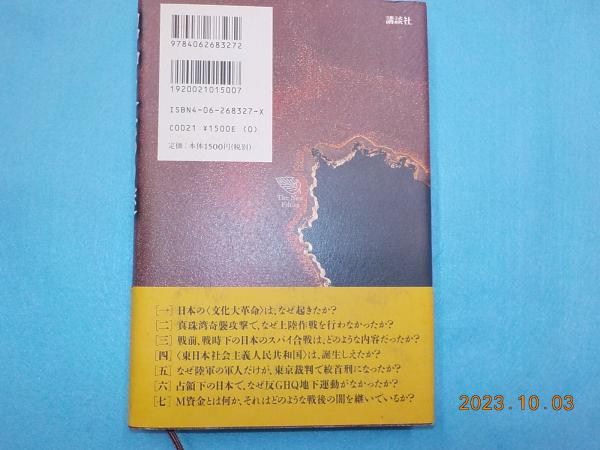 講談社
9784062683272
1920021015007
ISBN4-06-268327-X
C0021 ¥1500E (0)
定価:本体1500円(税別)
The New
Fifties
[一] 日本の〈文化大革命〉は、なぜ起きたか?
[二] 真珠湾奇襲攻撃で、なぜ上陸作戦を行わなかったか?
[三] 戦前、戦時下の日本のスパイ合戦は、どのような内容だったか?
[四] 〈東日本社会主義人民共和国〉は、誕生しえたか?
[五] なぜ陸軍の軍人だけが、東京裁判で絞首刑になったか?
[六] 占領下の日本で、なぜ反GHQ地下運動がなかったか?
[七] M資金とは何か、それはどのような戦後の闇を継いでいるか?
2023.10.03